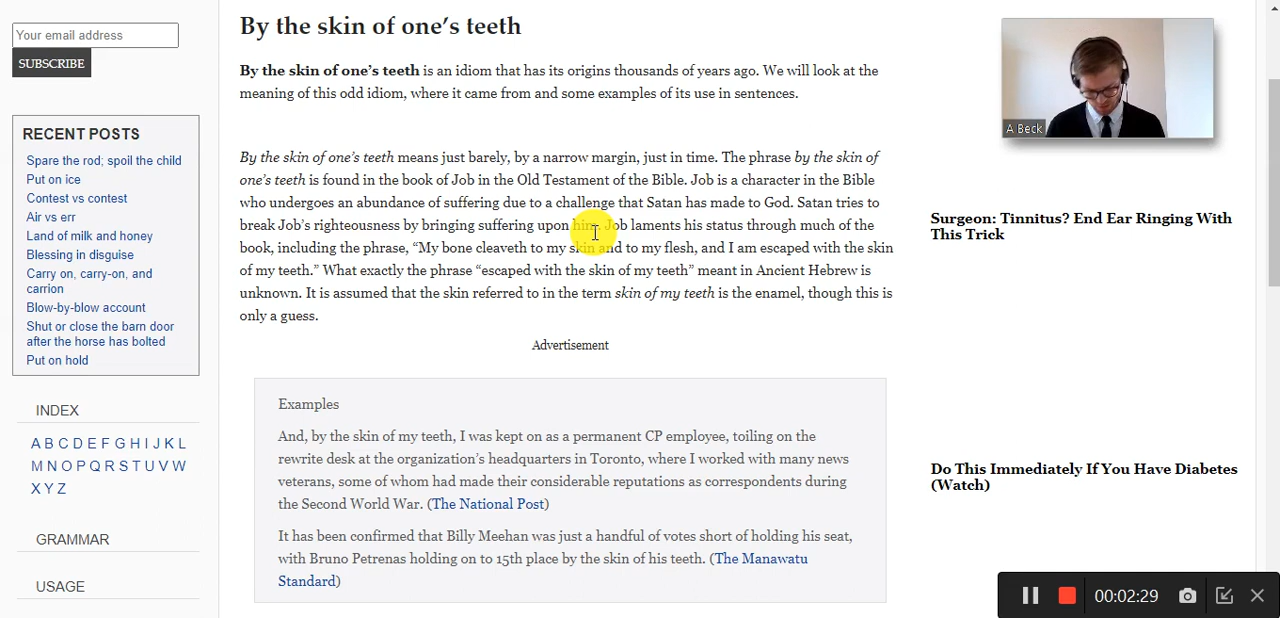 Your email address
SUBSCRIBE
RECENT POSTS
Spare the rod; spoil the child
Put on ice
Contest vs contest
Air vs err
Land of milk and honey
Blessing in disguise
Carry on, carry-on, and
carrion
Blow-by-blow account
Shut or close the barn door
after the horse has bolted
Put on hold
INDEX
A B C D E F G H I J K L
M N O P Q R S T U V W
X Y Z
GRAMMAR
USAGE
By the skin of one’s teeth
By the skin of one’s teeth is an idiom that has its origins thousands of years ago. We will look at the
meaning of this odd idiom, where it came from and some examples of its use in sentences.
By the skin of one’s teeth means just barely, by a narrow margin, just in time. The phrase by the skin of
one’s teeth is found in the book of Job in the Old Testament of the Bible. Job is a character in the Bible
who undergoes an abundance of suffering due to a challenge that Satan has made to God. Satan tries to
break Job’s righteousness by bringing suffering upon him. Job laments his status through much of the
book, including the phrase, “My bone cleaveth to my skin and to my flesh, and I am escaped with the skin
of my teeth.” What exactly the phrase “escaped with the skin of my teeth” meant in Ancient Hebrew is
unknown. It is assumed that the skin referred to in the term skin of my teeth is the enamel, though this is
only a guess.
Advertisement
Examples
And, by the skin of my teeth, I was kept on as a permanent CP employee, toiling on the
rewrite desk at the organization’s headquarters in Toronto, where I worked with many news
veterans, some of whom had made their considerable reputations as correspondents during
the Second World War. (The National Post)
It has been confirmed that Billy Meehan was just a handful of votes short of holding his seat,
with Bruno Petrenas holding on to 15th place by the skin of his teeth. (The Manawatu
Standard)
A Beck
Surgeon: Tinnitus? End Ear Ringing With
This Trick
Do This Immediately If You Have Diabetes
(Watch)
00:02:29